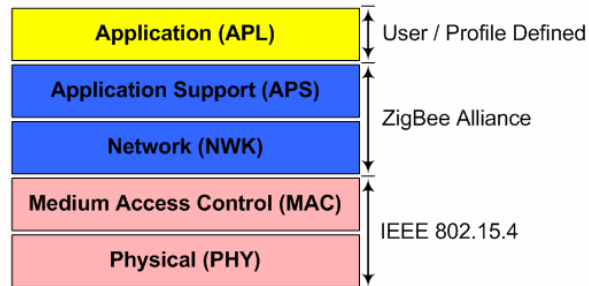 Application (APL)
User / Profile Defined
Application Support (APS)
ZigBee Alliance
Network (NWK)
Medium Access Control (MAC)
IEEE 802.15.4
Physical (PHY)